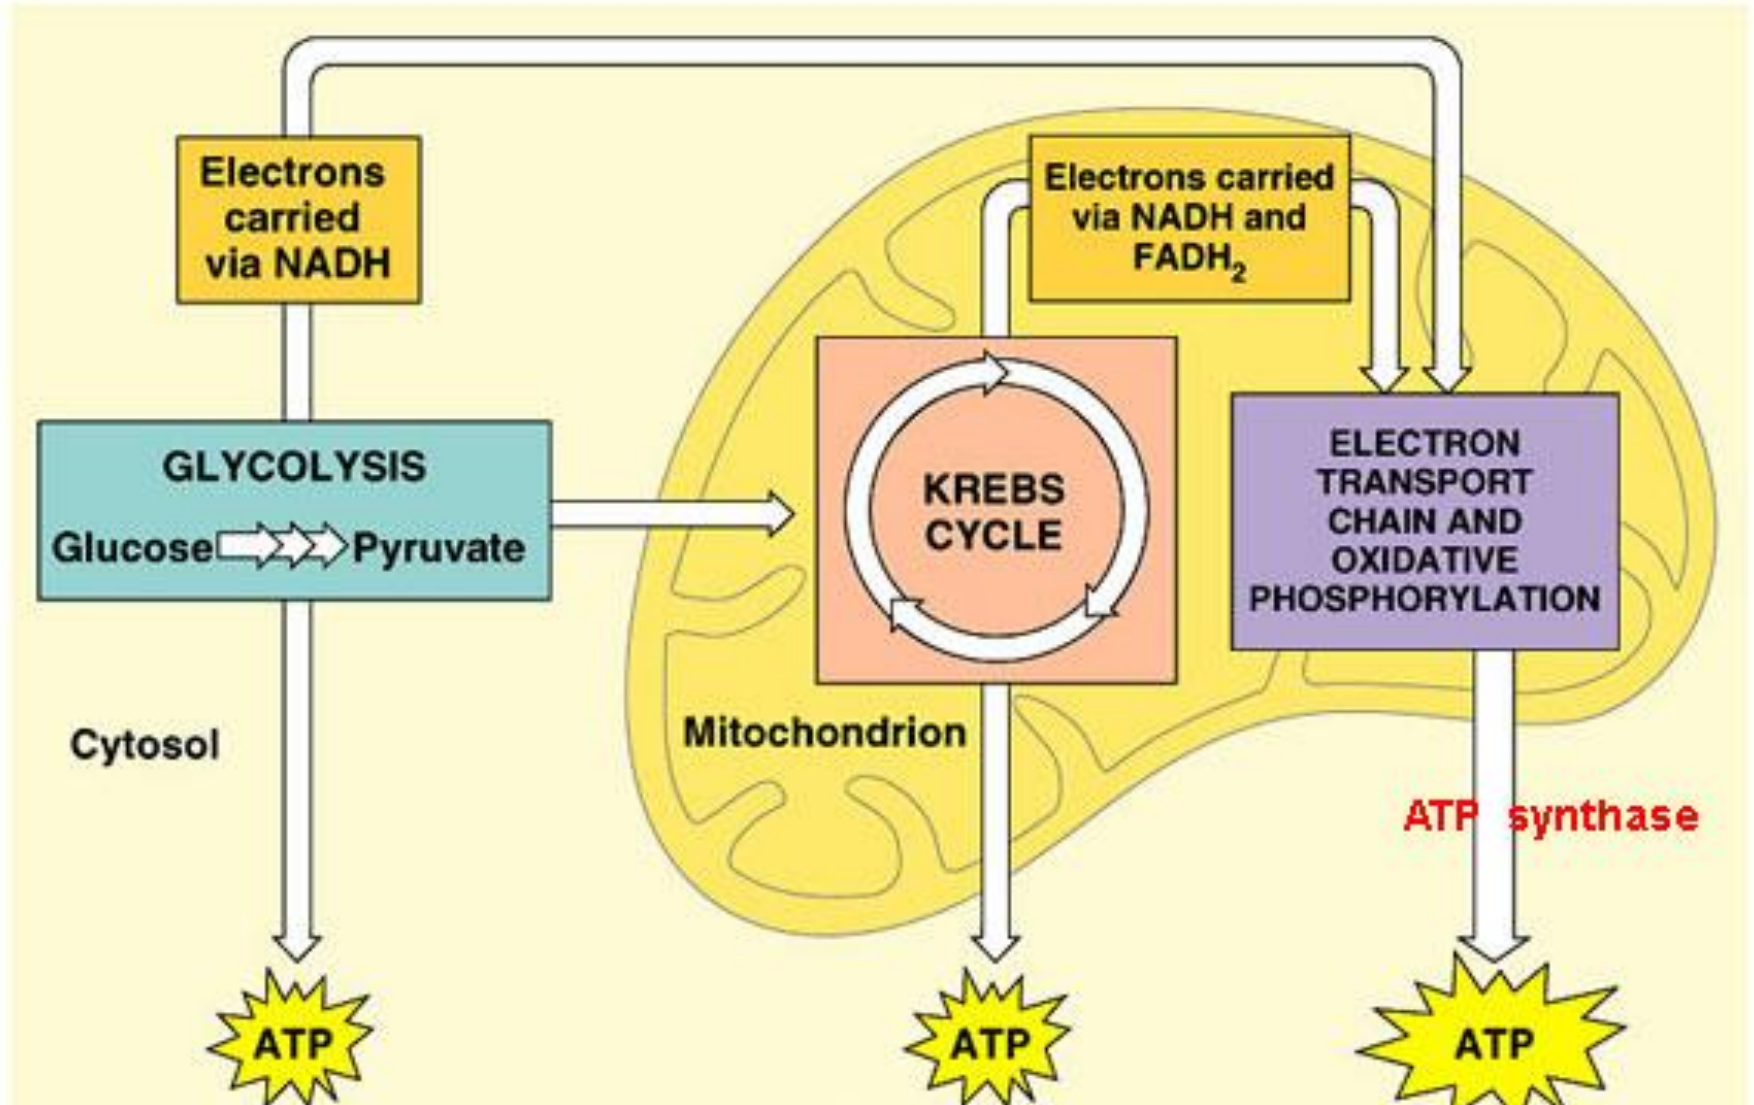 Electrons
carried
via NADH
Electrons carried
via NADH and
FADH₂
GLYCOLYSIS
Glucose Pyruvate
KREBS
CYCLE
ELECTRON
TRANSPORT
CHAIN AND
OXIDATIVE
PHOSPHORYLATION
Cytosol
Mitochondrion
ATP synthase
ATP
ATP
ATP